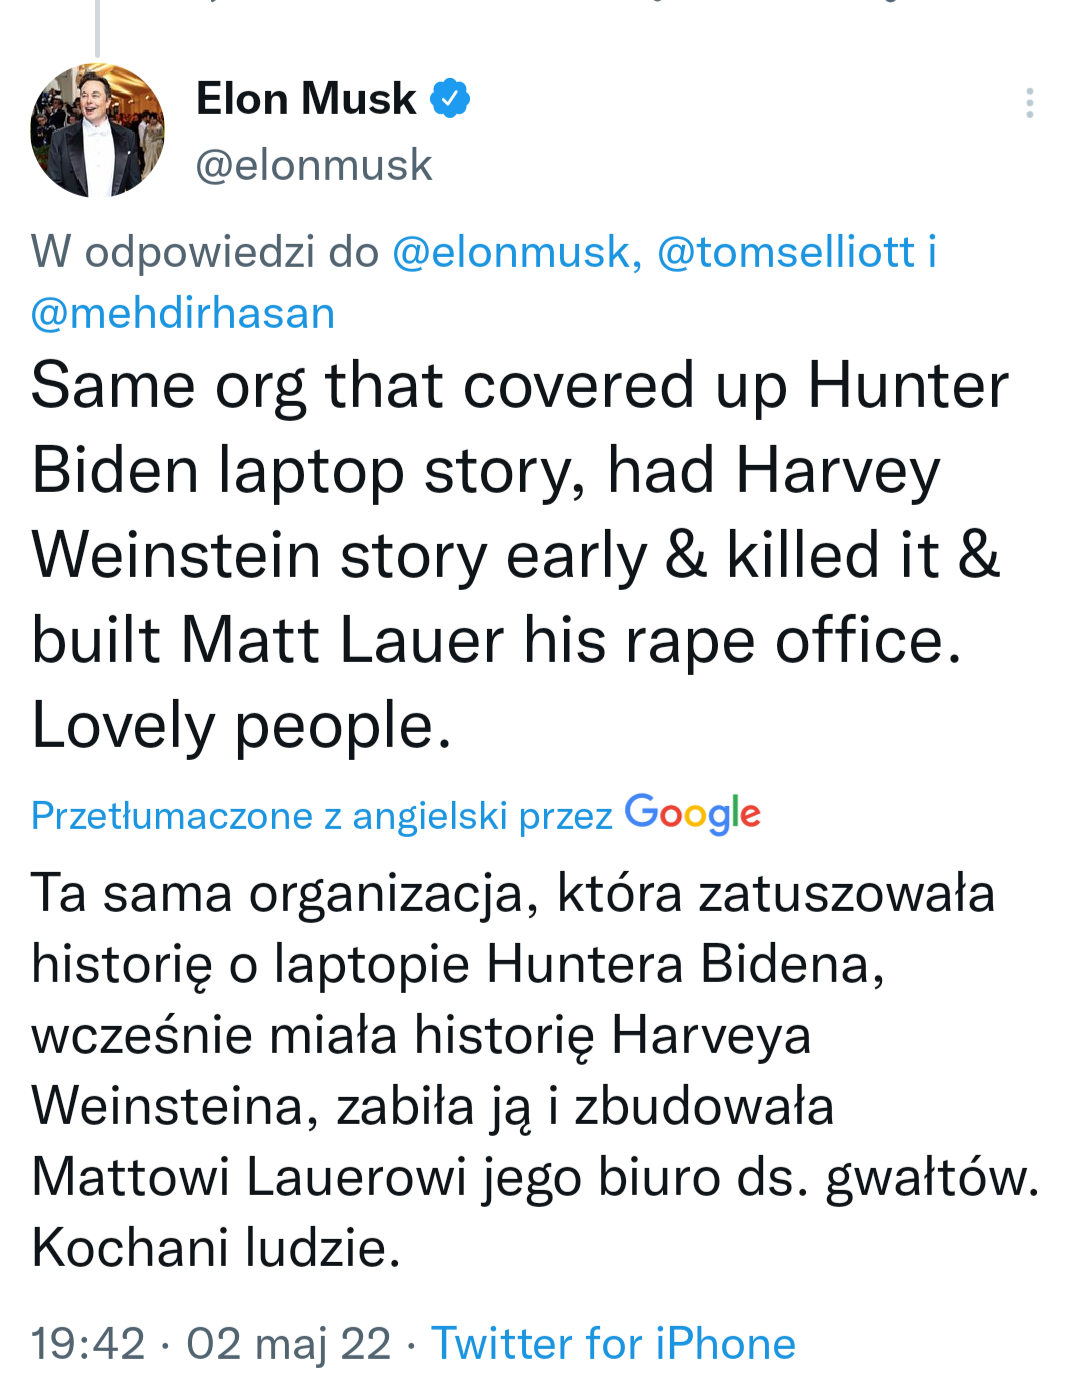 Elon Musk
@elonmusk
W odpowiedzi do @elonmusk, @tomselliott i
@mehdirhasan
Same org that covered up Hunter
Biden laptop story, had Harvey
Weinstein story early & killed it &
built Matt Lauer his rape office.
Lovely people.
Przetłumaczone z angielski przez Google
Ta sama organizacja, która zatuszowała
historię o laptopie Huntera Bidena,
wcześnie miała historię Harveya
Weinsteina, zabiła ją i zbudowała
Mattowi Lauerowi jego biuro ds. gwałtów.
Kochani ludzie.
19:42 · 02 maj 22 · Twitter for iPhone